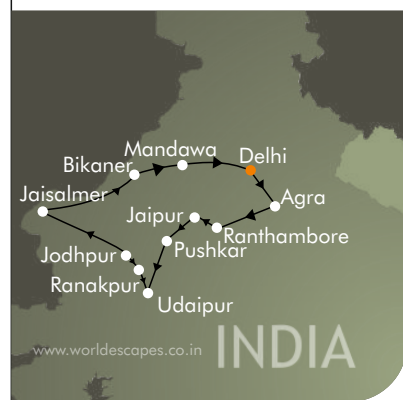 Mandawa
Delhi
Bikaner
Jaisalmer
Agra
Jaipur
Ranthambore
Pushkar
Jodhpur
Ranakpur
Udaipur
www.worldescapes.co.in
INDIA